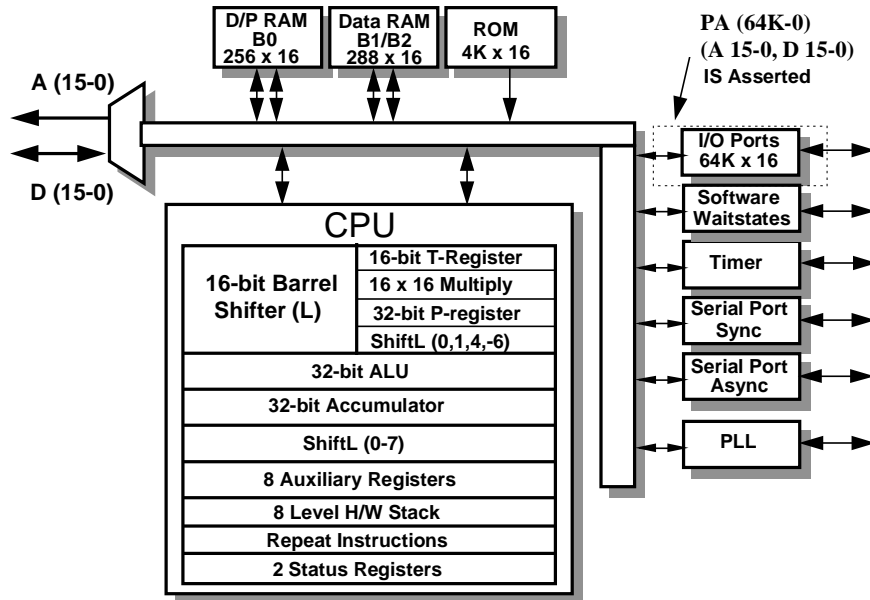 D/P RAM
B0
256 x 16
Data RAM
B1/B2
288 x 16
ROM
4K x 16
PA (64K-0)
(A 15-0, D 15-0)
IS Asserted
A (15-0)
D (15-0)
I/O Ports
64K x 16
Software
Waitstates
Timer
Serial Port
Sync
Serial Port
Async
PLL
CPU
16-bit Barrel
Shifter (L)
16-bit T-Register
16 x 16 Multiply
32-bit P-register
ShiftL (0,1,4,-6)
32-bit ALU
32-bit Accumulator
ShiftL (0-7)
8 Auxiliary Registers
8 Level H/W Stack
Repeat Instructions
2 Status Registers